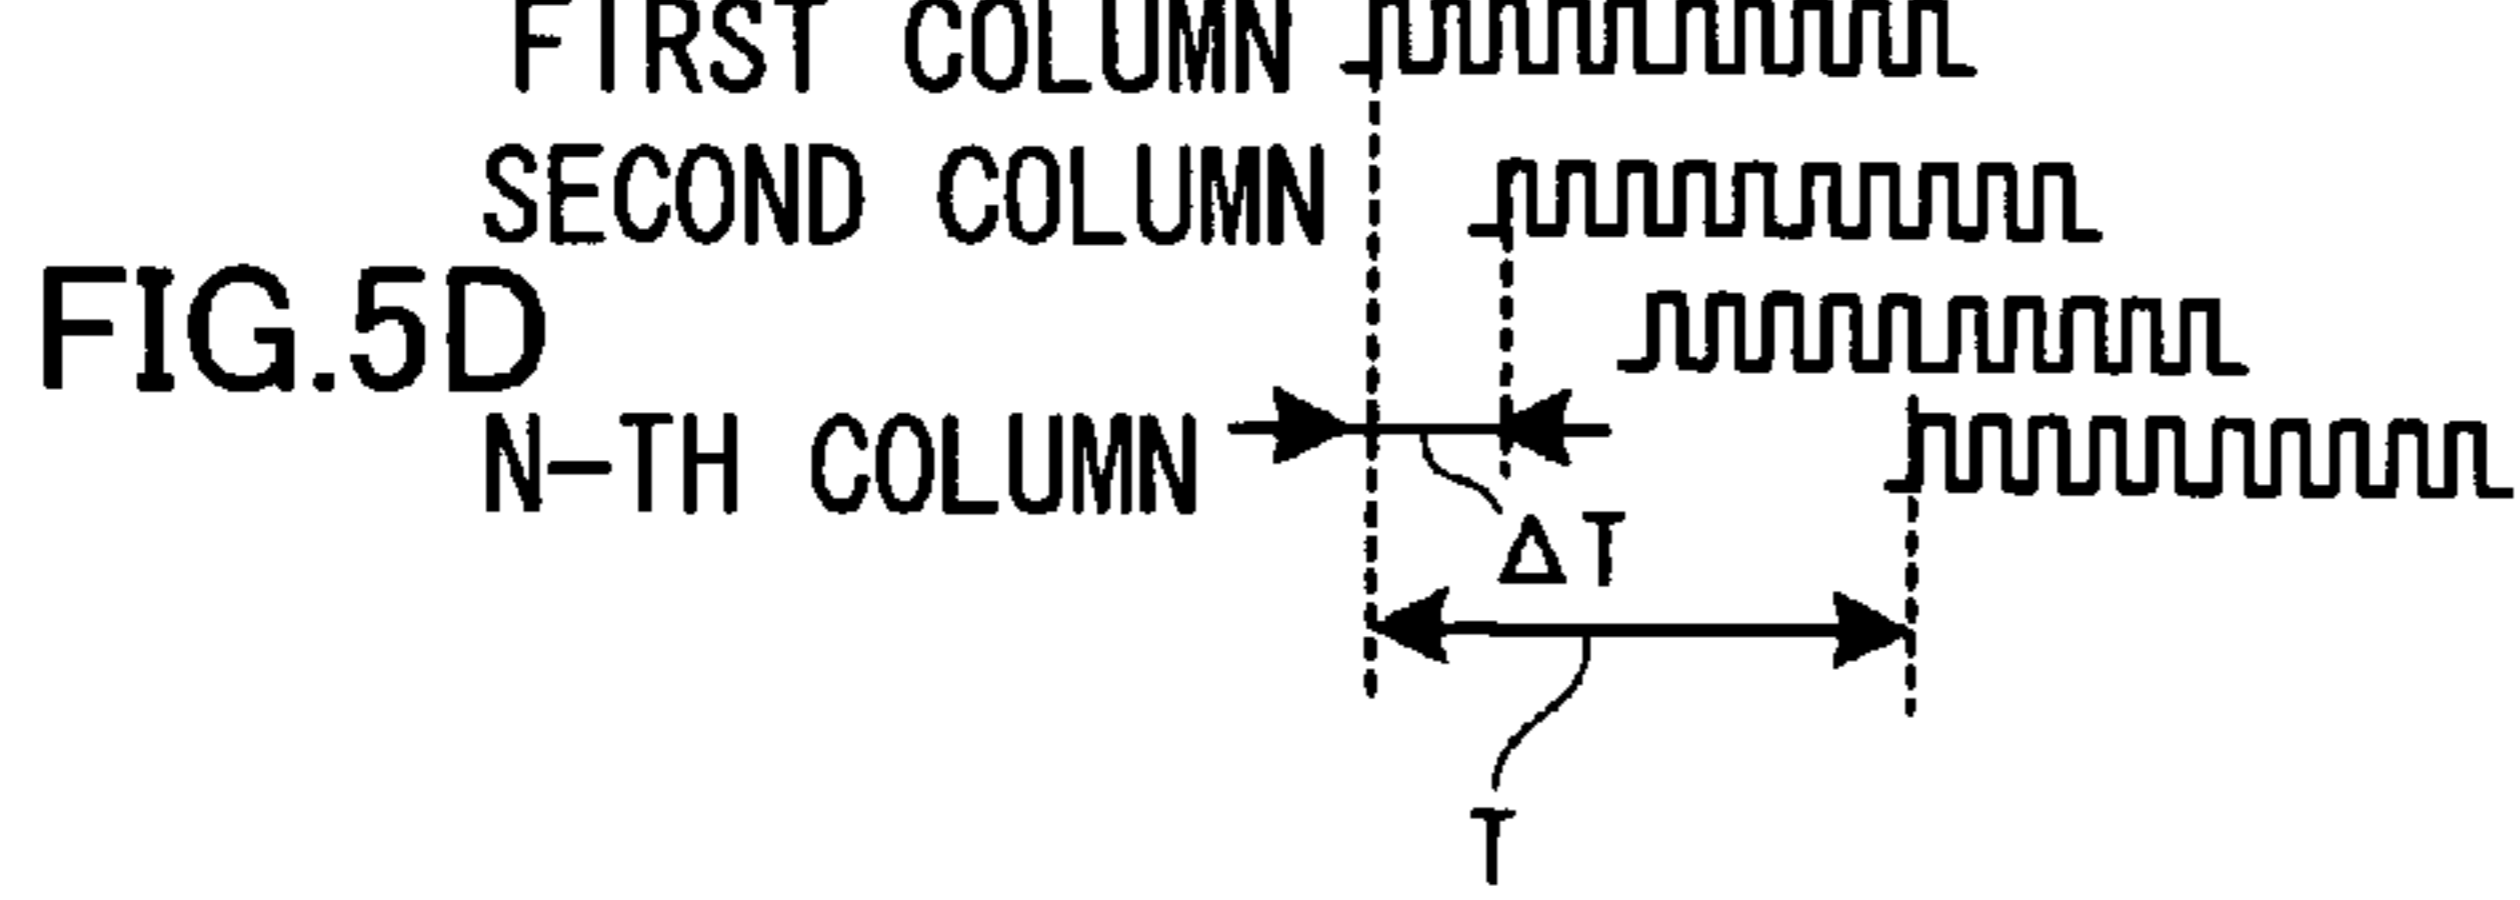 FIRST COLUMN
SECOND COLUMN
FIG.5D
N-TH COLUMN
ΔT
T